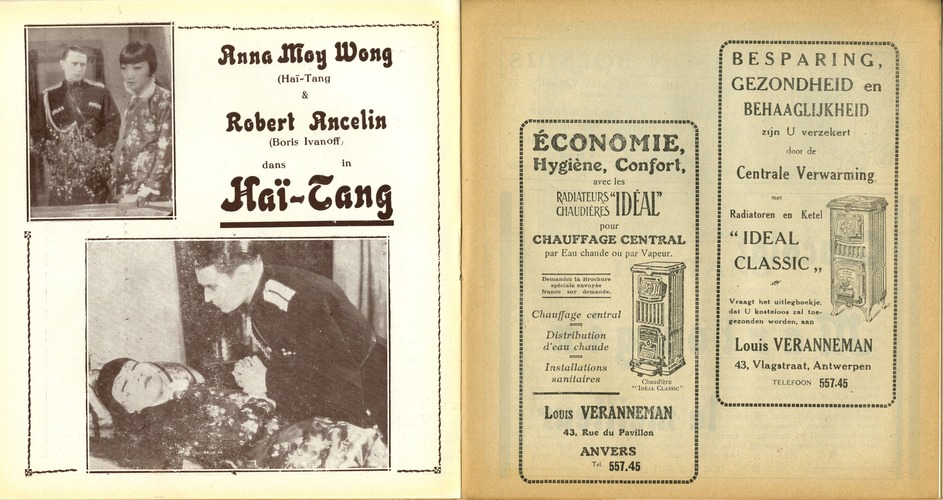 Anna May Wong
(Haï-Tang
&
Robert Ancelin
(Boris Ivanoff)
dans in
Haï-Tang
ÉCONOMIE,
Hygiène, Confort,
avec les
RADIATEURS
CHAUDIÈRES "IDÉAL"
pour
CHAUFFAGE CENTRAL
par Eau chaude ou par Vapeur.
Demandez la Brochure
spéciale envoyée
franco sur demande.
Chauffage central
Distribution
d'eau chaude
Installations
sanitaires
Chaudière
"IDEAL CLASSIC"
Louis VERANNEMAN
43, Rue du Pavillon
ANVERS
Tel. 557.45
BESPARING,
GEZONDHEID en
BEHAAGLIJKHEID
zijn U verzekert
door de
Centrale Verwarming,
met
Radiatoren en Ketel
“ IDEAL
CLASSIC „
Vraagt het uitlegboekje,
dat U kosteloos zal toe-
gezonden worden, aan
Louis VERANNEMAN
43, Vlagstraat, Antwerpen
TELEFOON 557.45